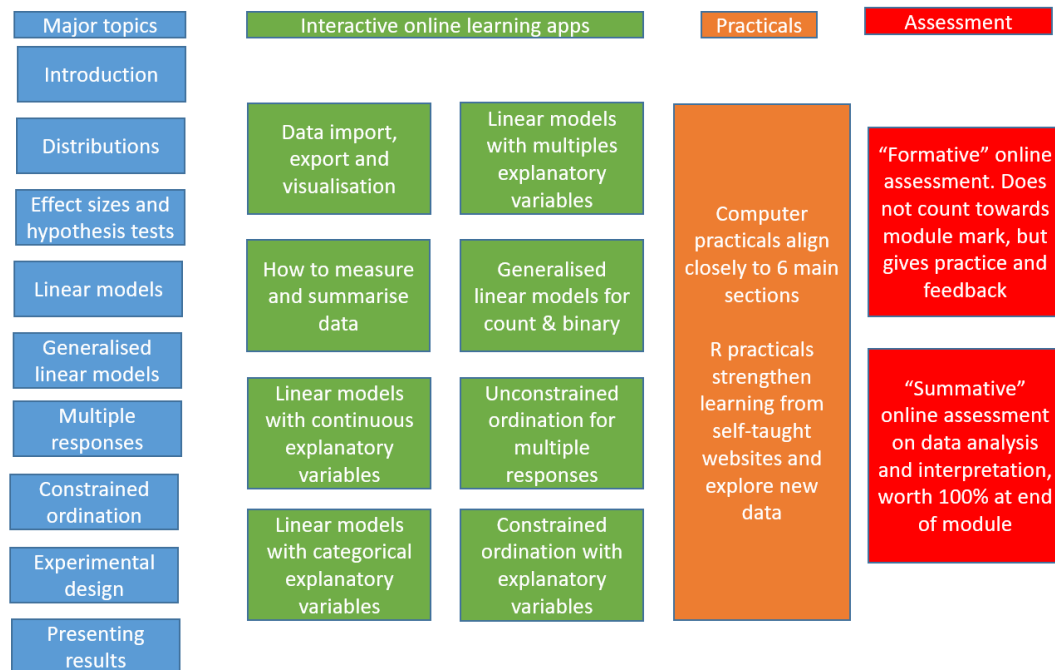 Major topics
Interactive online learning apps
Practicals
Assessment
Introduction
Distributions
Effect sizes and
hypothesis tests
Linear models
Generalised
linear models
Multiple
responses
Constrained
ordination
Experimental
design
Presenting
results
Data import,
export and
visualisation
How to measure
and summarise
data
Linear models
with continuous
explanatory
variables
Linear models
with categorical
explanatory
variables
Linear models
with multiples
explanatory
variables
Generalised
linear models for
count & binary
Unconstrained
ordination for
multiple
responses
Constrained
ordination with
explanatory
variables
Computer
practicals align
closely to 6 main
sections
R practicals
strengthen
learning from
self-taught
websites and
explore new
data
“Formative” online
assessment. Does
not count towards
module mark, but
gives practice and
feedback
“Summative”
online assessment
on data analysis
and interpretation,
worth 100% at end
of module